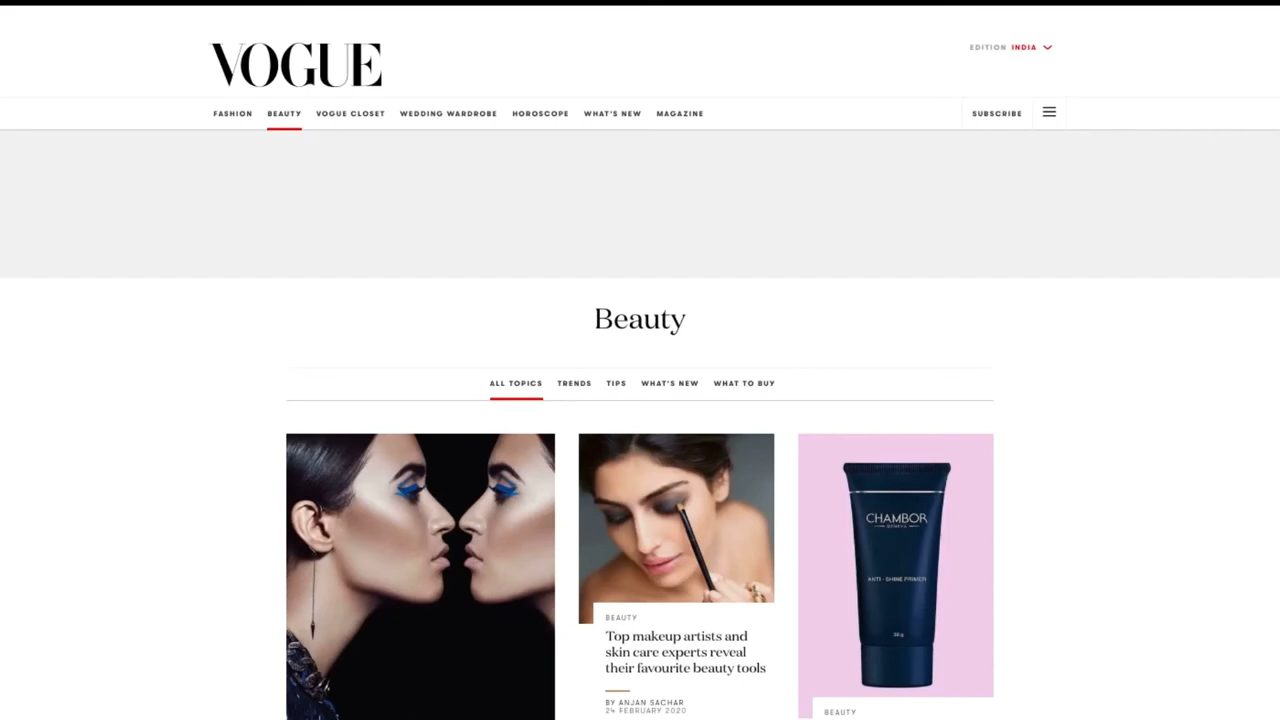 VOGUE
EDITION INDIA
FASHION BEAUTY VOGUE CLOSET WEDDING WARDROBE HOROSCOPE WHAT'S NEW MAGAZINE SUBSCRIBE
Beauty
ALL TOPICS TRENDS TIPS WHAT'S NEW WHAT TO BUY
CHAMBOR
GENEVA
ANTI - SHINE PRIMER
30 g
BEAUTY
Top makeup artists and
skin care experts reveal
their favourite beauty tools
BY ANJAN SACHAR
24 FEBRUARY 2020
BEAUTY